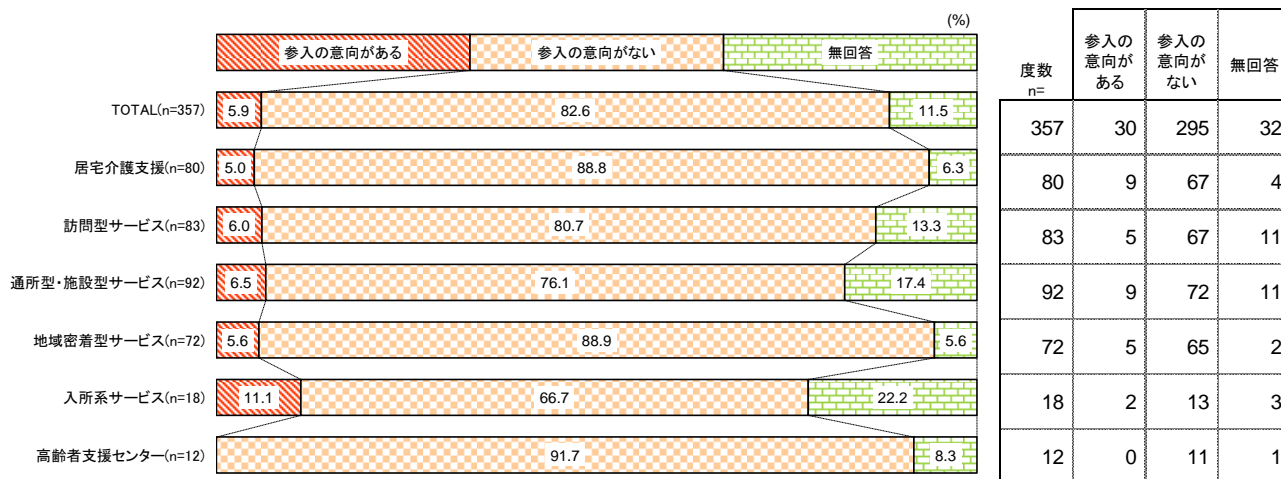 (%)
参入の意向がある 参入の意向がない 無回答
度数 n= 参入の意向がある 参入の意向がない 無回答
TOTAL(n=357) 5.9 82.6 11.5 357 30 295 32
居宅介護支援(n=80) 5.0 88.8 6.3 80 9 67 4
訪問型サービス(n=83) 6.0 80.7 13.3 83 5 67 11
通所型・施設型サービス(n=92) 6.5 76.1 17.4 92 9 72 11
地域密着型サービス(n=72) 5.6 88.9 5.6 72 5 65 2
入所系サービス(n=18) 11.1 66.7 22.2 18 2 13 3
高齢者支援センター(n=12) 91.7 8.3 12 0 11 1